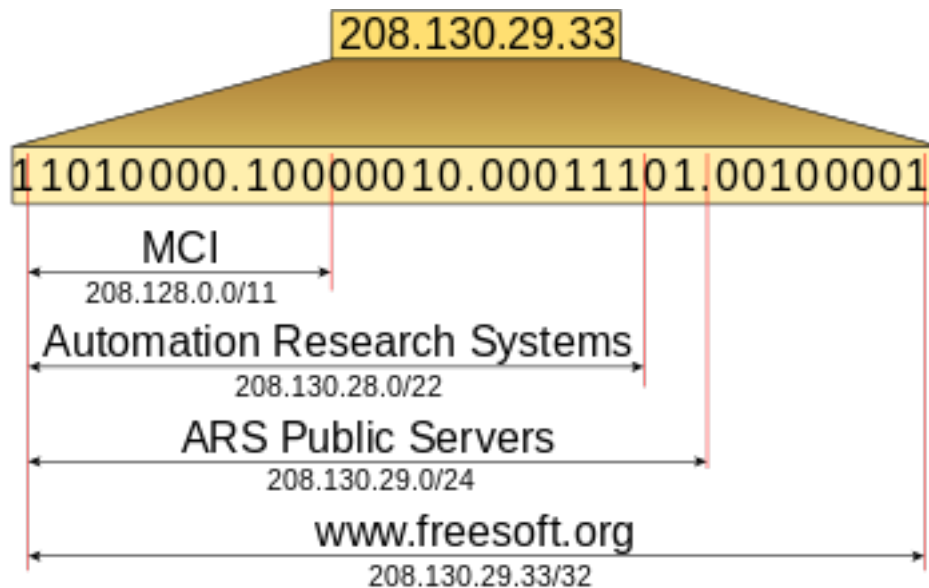 208.130.29.33
11010000.10000010.00011101.00100001
MCI
208.128.0.0/11
Automation Research Systems
208.130.28.0/22
ARS Public Servers
208.130.29.0/24
www.freesoft.org
208.130.29.33/32